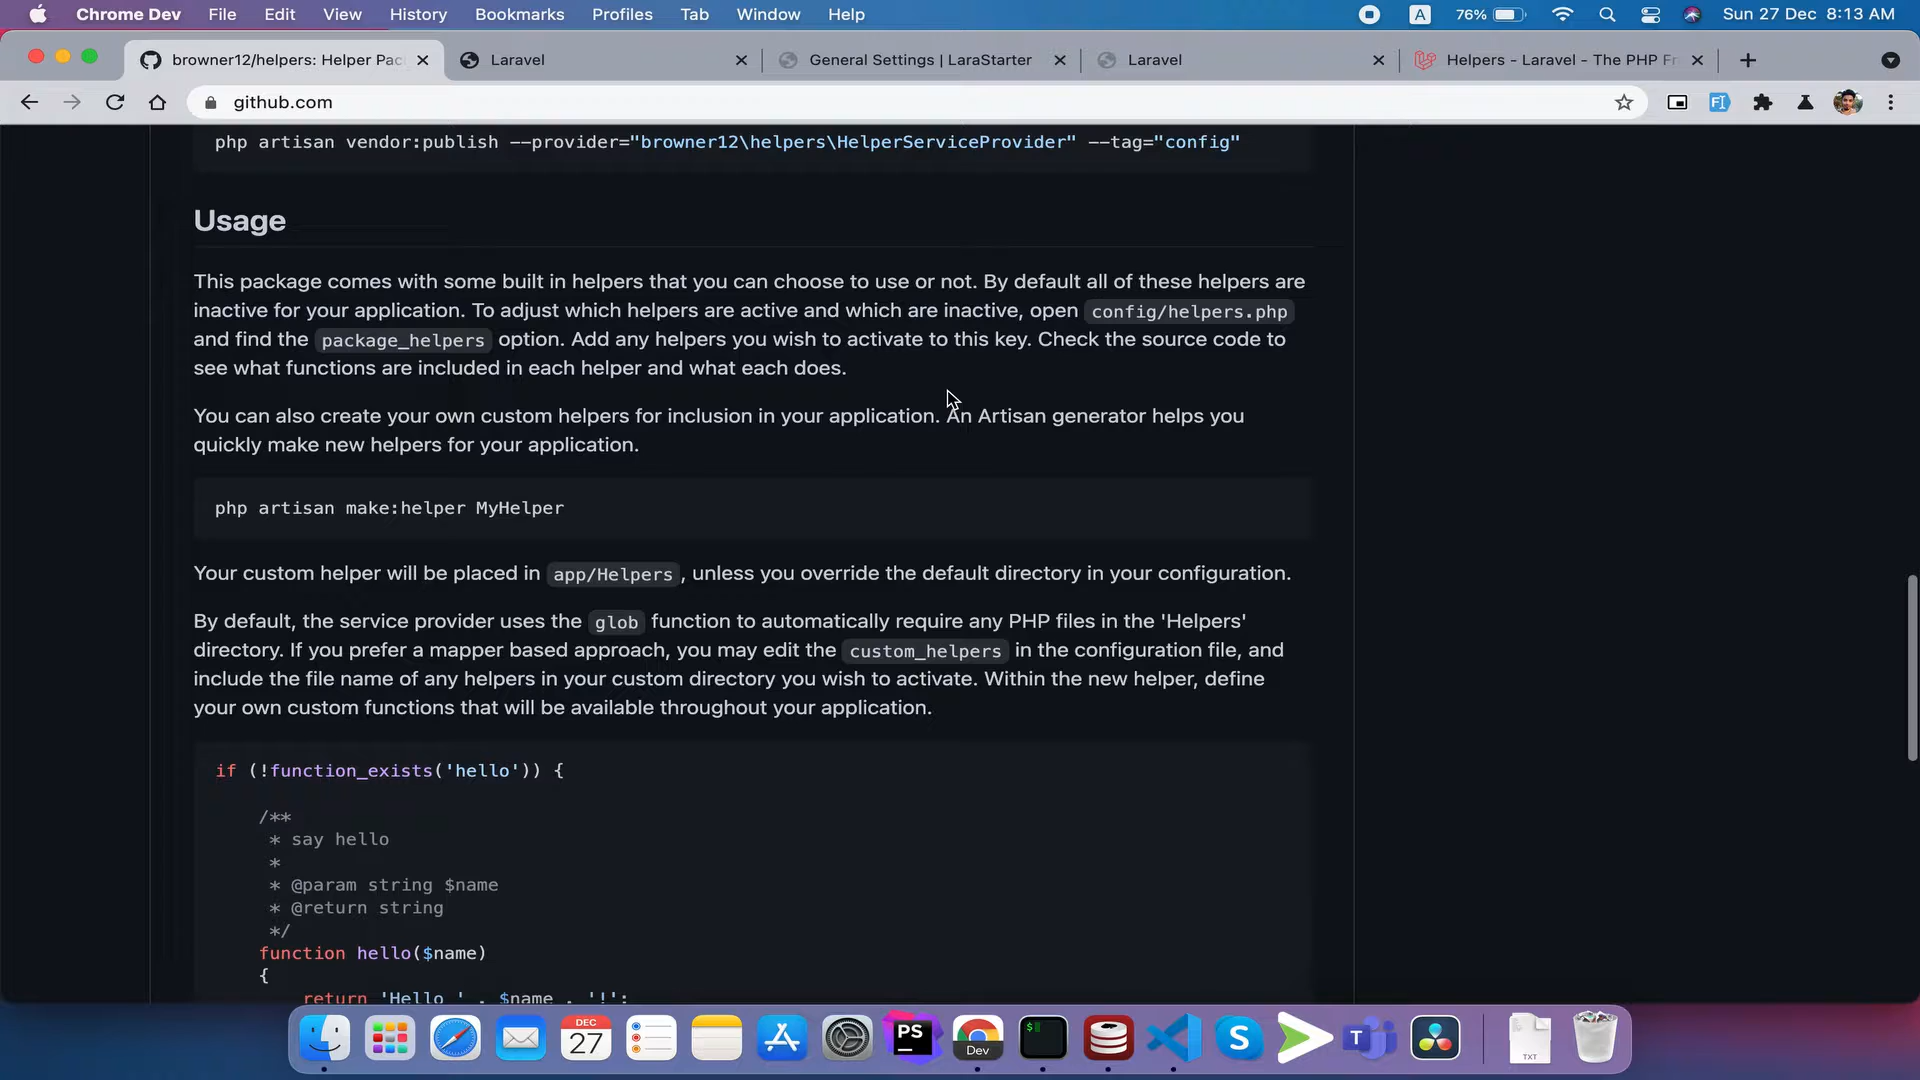 Chrome Dev File Edit View History Bookmarks Profiles Tab Window Help A 76% Sun 27 Dec 8:13 AM
browner12/helpers: Helper Pac Laravel General Settings | LaraStarter Laravel Helpers - Laravel - The PHP Fr
github.com
php artisan vendor:publish --provider="browner12\helpers\HelperServiceProvider" --tag="config"
Usage
This package comes with some built in helpers that you can choose to use or not. By default all of these helpers are
inactive for your application. To adjust which helpers are active and which are inactive, open config/helpers.php
and find the package_helpers option. Add any helpers you wish to activate to this key. Check the source code to
see what functions are included in each helper and what each does.
You can also create your own custom helpers for inclusion in your application. An Artisan generator helps you
quickly make new helpers for your application.
php artisan make:helper MyHelper
Your custom helper will be placed in app/Helpers, unless you override the default directory in your configuration.
By default, the service provider uses the glob function to automatically require any PHP files in the 'Helpers'
directory. If you prefer a mapper based approach, you may edit the custom_helpers in the configuration file, and
include the file name of any helpers in your custom directory you wish to activate. Within the new helper, define
your own custom functions that will be available throughout your application.
if (!function_exists('hello')) {
/**
* say hello
*
* @param string $name
* @return string
*/
function hello($name)
{
return 'Hello ' . $name . '!';
DEC
27 PS Dev $ S T TXT